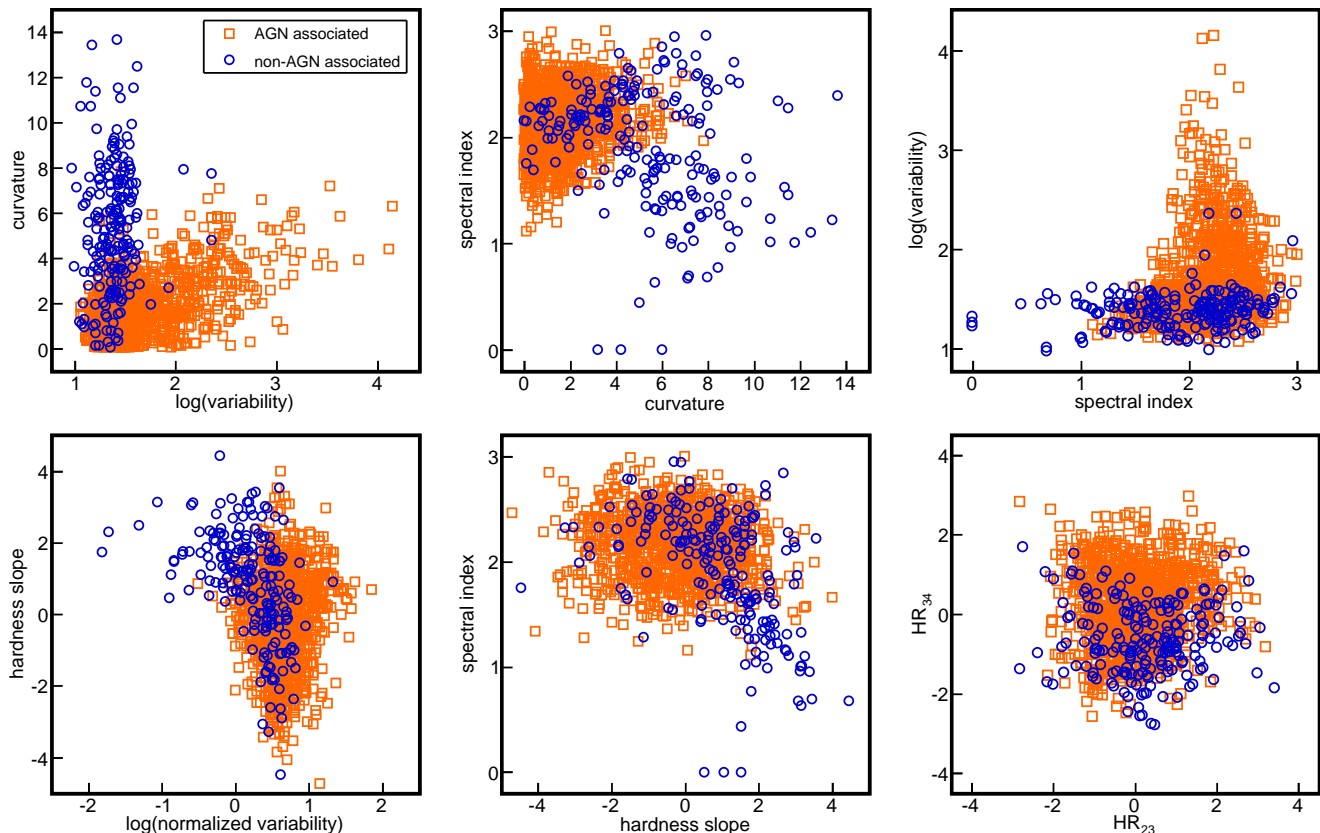 AGN associated
non-AGN associated
14
12
10
8
6
4
2
0
1 2 3 4
curvature
log(variability)
3
2
1
0
0 2 4 6 8 10 12 14
spectral index
curvature
4
3
2
1
0 1 2 3
log(variability)
spectral index
4
2
0
-2
-4
-2 -1 0 1 2
hardness slope
log(normalized variability)
3
2
1
0
-4 -2 0 2 4
spectral index
hardness slope
4
2
0
-2
-4
-2 0 2 4
HR34
HR23